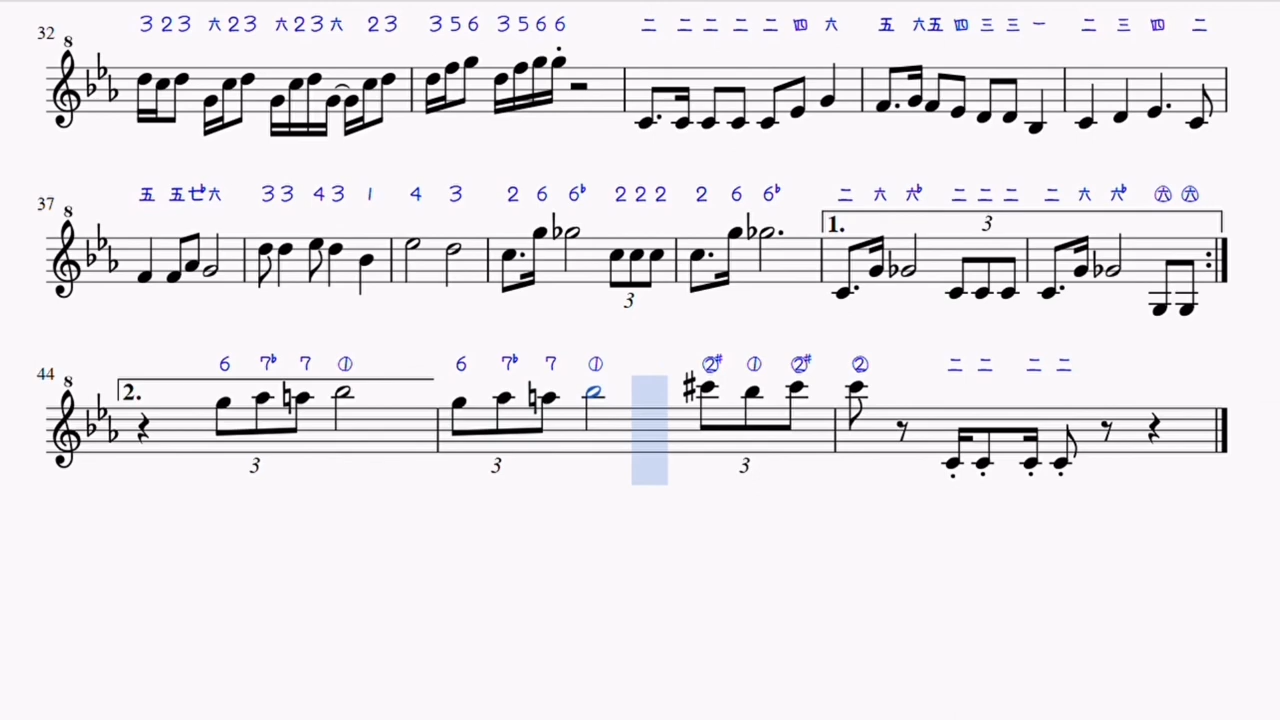 3 2 3 六 2 3 六 2 3 六 2 3 3 5 6 3 5 6 6 二 二 二 二 二 四 六 五 六 五 四 三 三 一 二 三 四 二
32
8
五 五 七♭ 六 3 3 4 3 1 4 3 2 6 6♭ 2 2 2 2 6 6♭ 二 六 六♭ 二 二 二 二 六 六♭ ㊅ ㊅
37
8
1. 3
3
6 7♭ 7 ① 6 7♭ 7 ① ②♯ ① ②♯ ② 二 二 二 二
44
8
2.
3 3 3